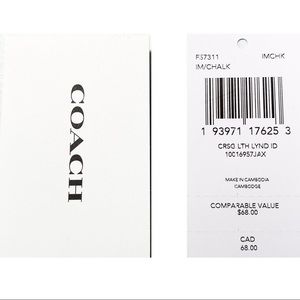 COACH
F57311 IMCHK
IM/CHALK
1 93971 17625 3
CRSG LTH LYND ID
10016957JAX
MADE IN CAMBODIA
CAMBODGE
COMPARABLE VALUE
$68.00
CAD
68.00